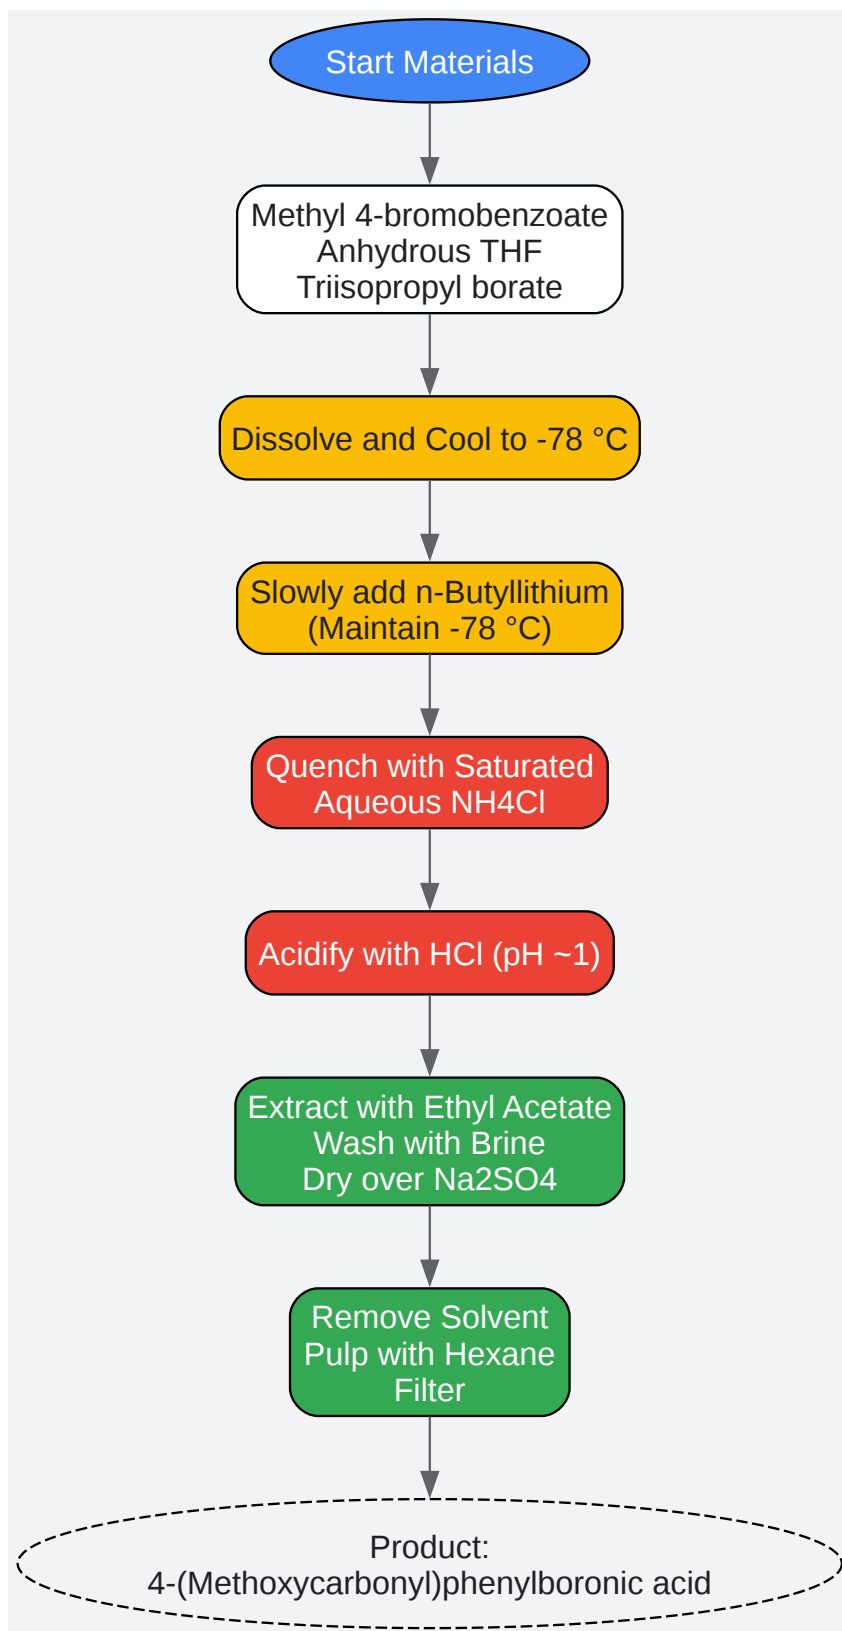 Start Materials
Methyl 4-bromobenzoate
Anhydrous THF
Triisopropyl borate
Dissolve and Cool to -78 °C
Slowly add n-Butyllithium
(Maintain -78 °C)
Quench with Saturated
Aqueous NH4Cl
Acidify with HCl (pH ~1)
Extract with Ethyl Acetate
Wash with Brine
Dry over Na2SO4
Remove Solvent
Pulp with Hexane
Filter
Product:
4-(Methoxycarbonyl)phenylboronic acid